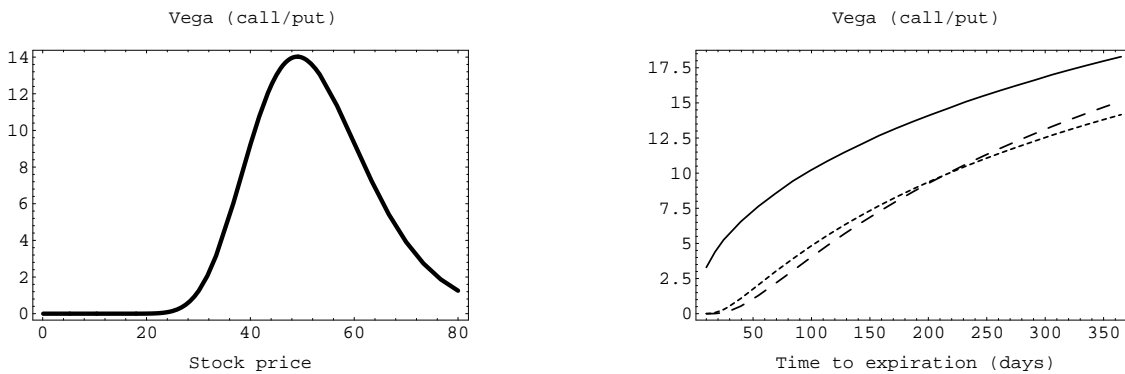 Vega (call/put)
14
12
10
8
6
4
2
0
0 20 40 60 80
Stock price
Vega (call/put)
17.5
15
12.5
10
7.5
5
2.5
0
50 100 150 200 250 300 350
Time to expiration (days)